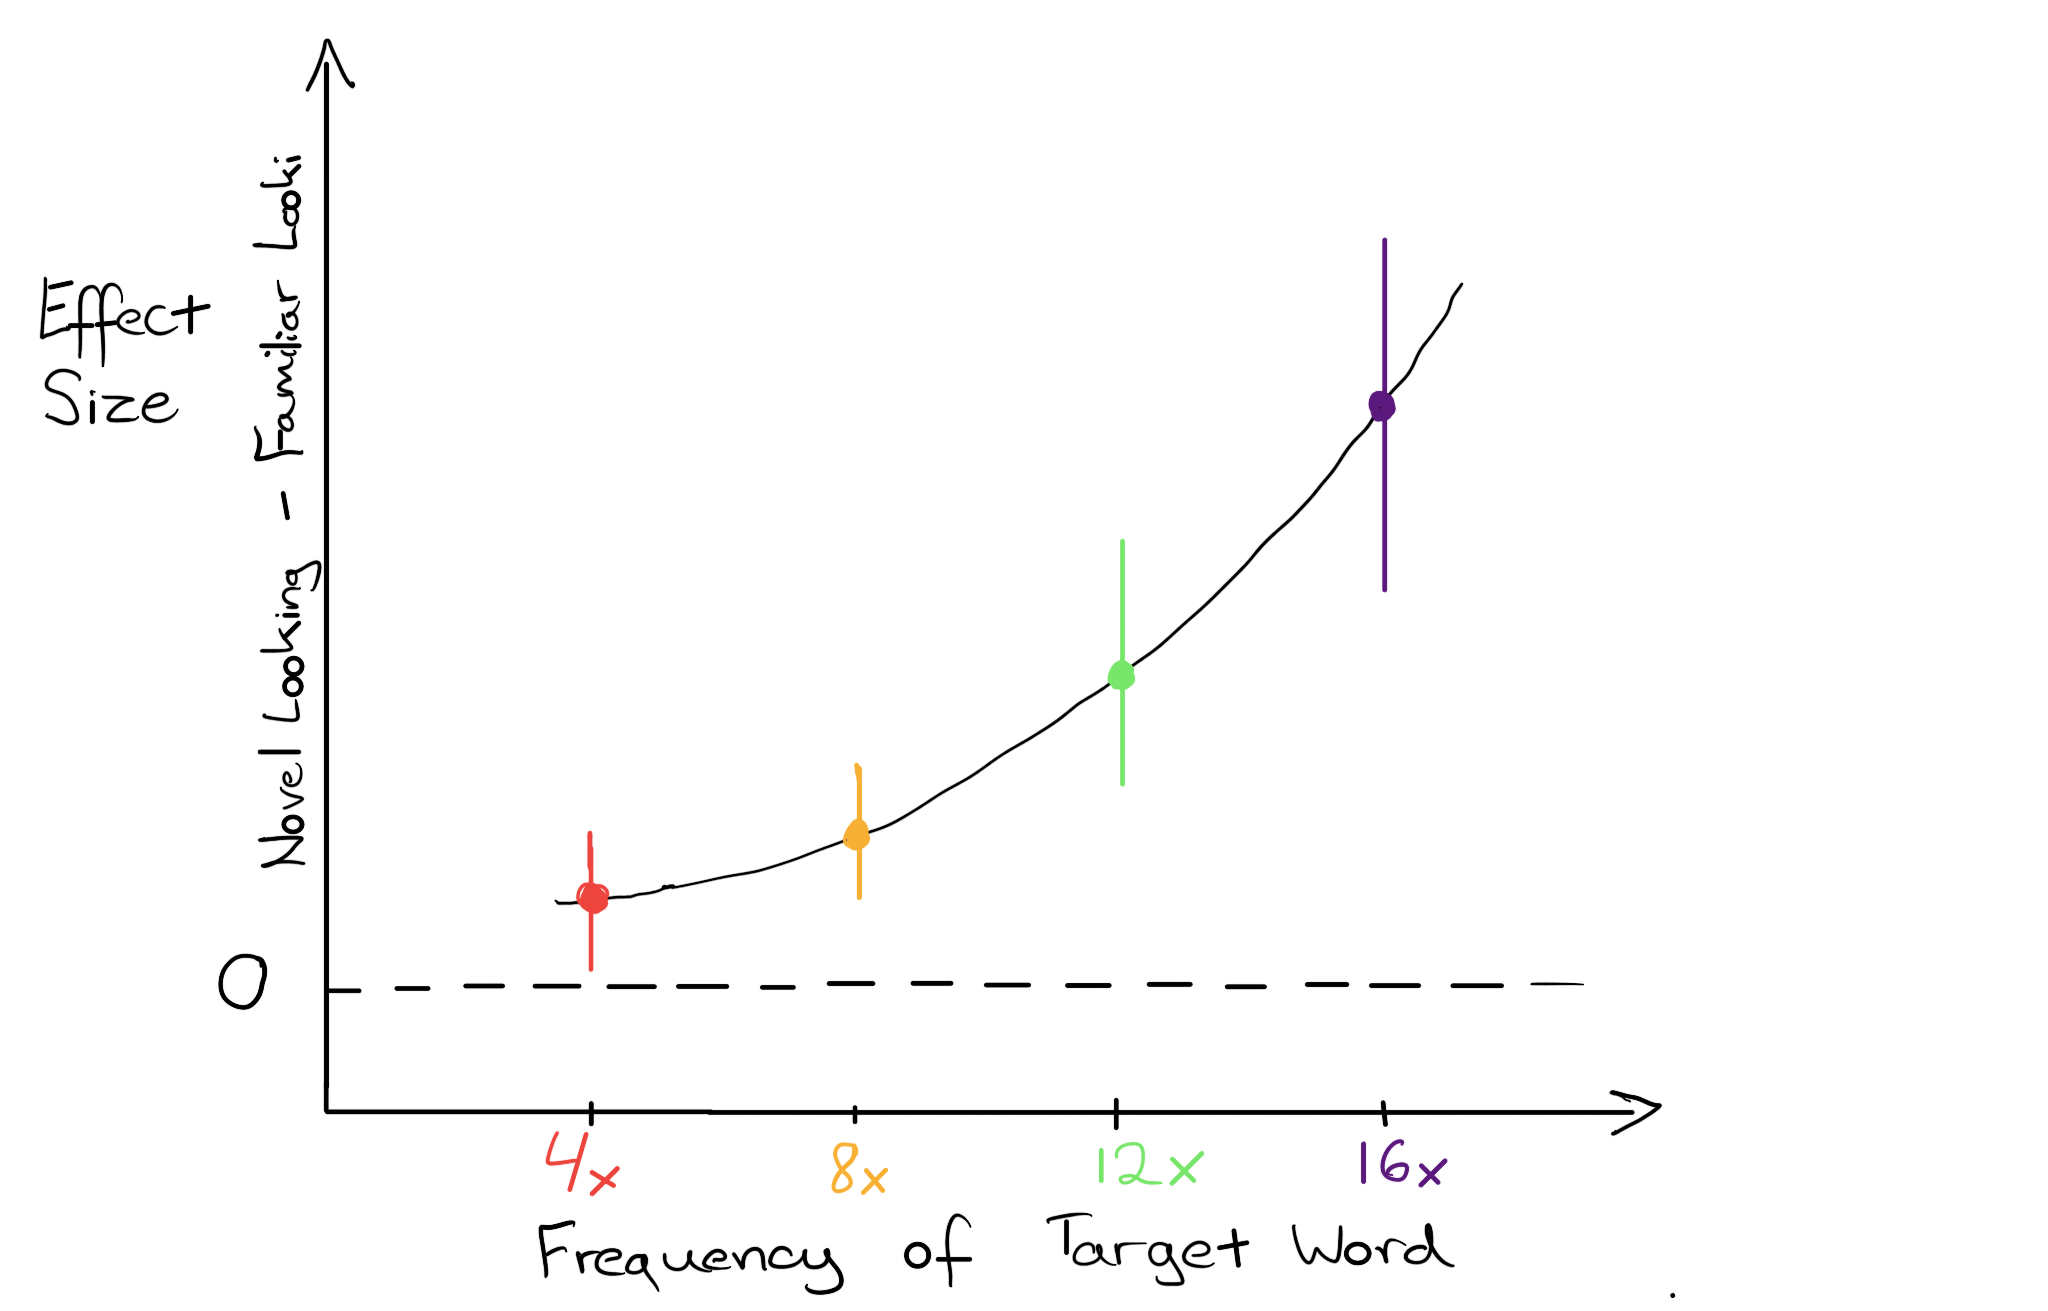 Effect
Size
Novel Looking - Familiar Looki
0
4x 8x 12x 16x
Frequency of Target Word